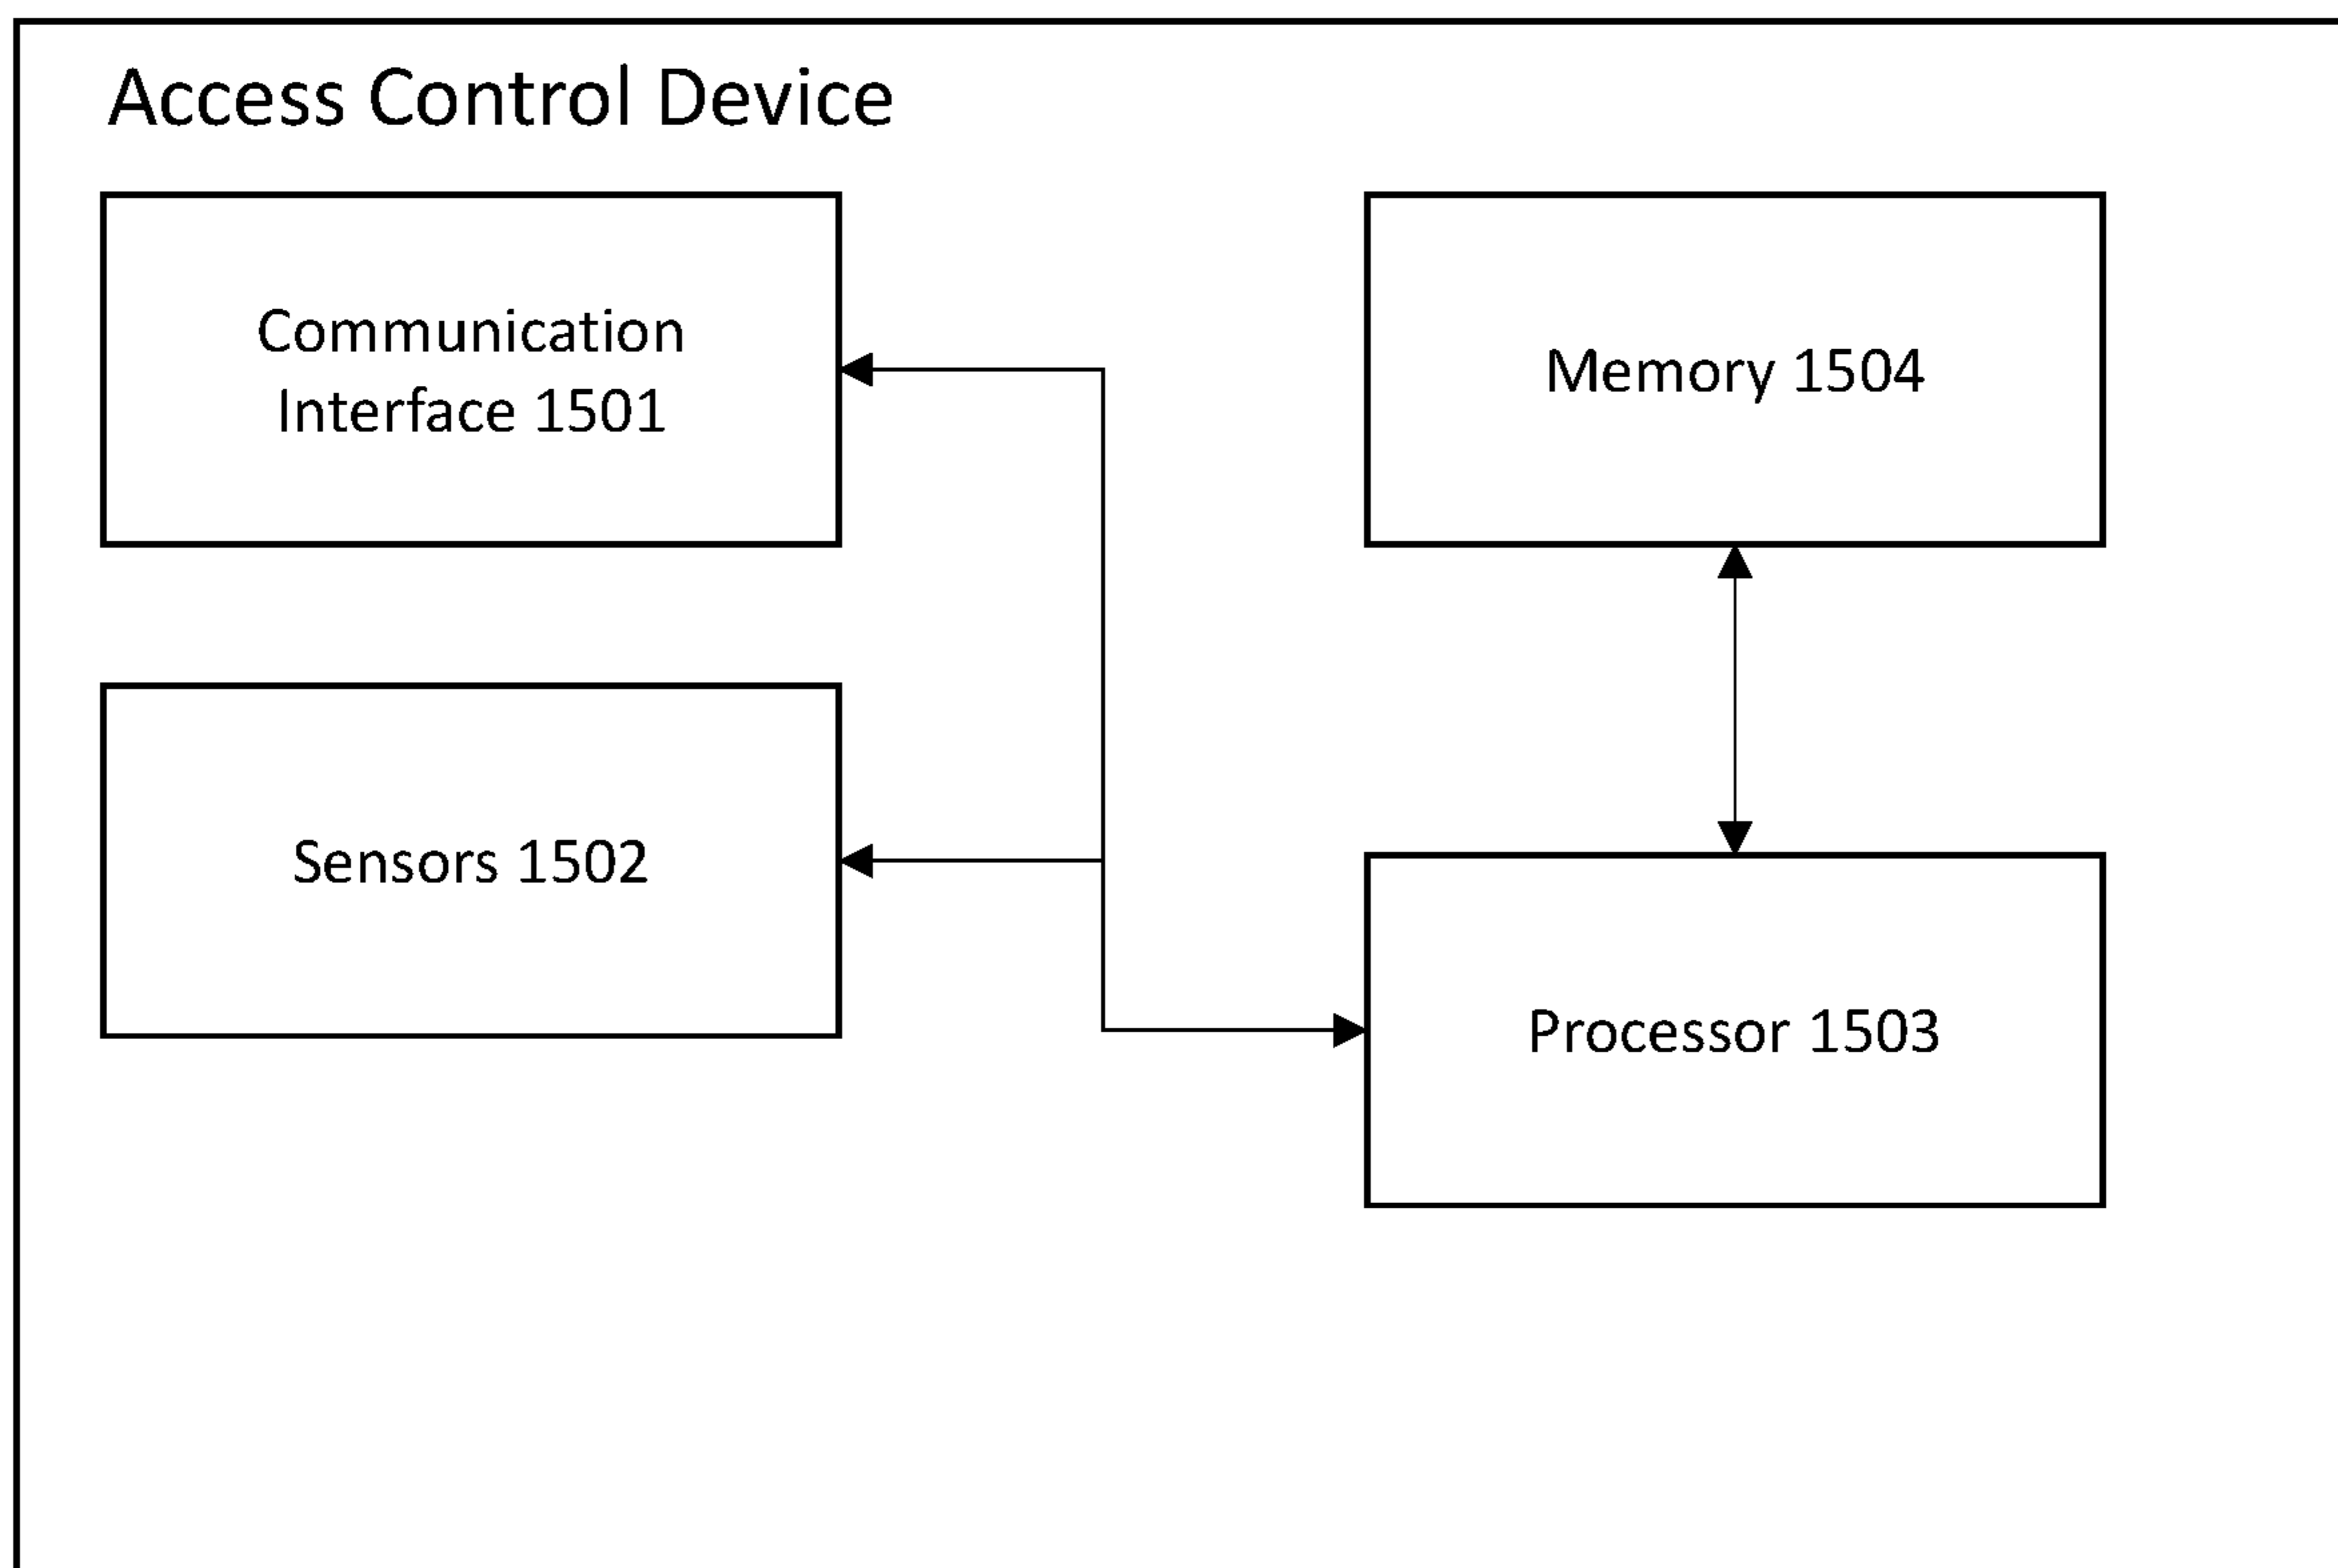 Access Control Device
Communication
Interface 1501
Memory 1504
Sensors 1502
Processor 1503